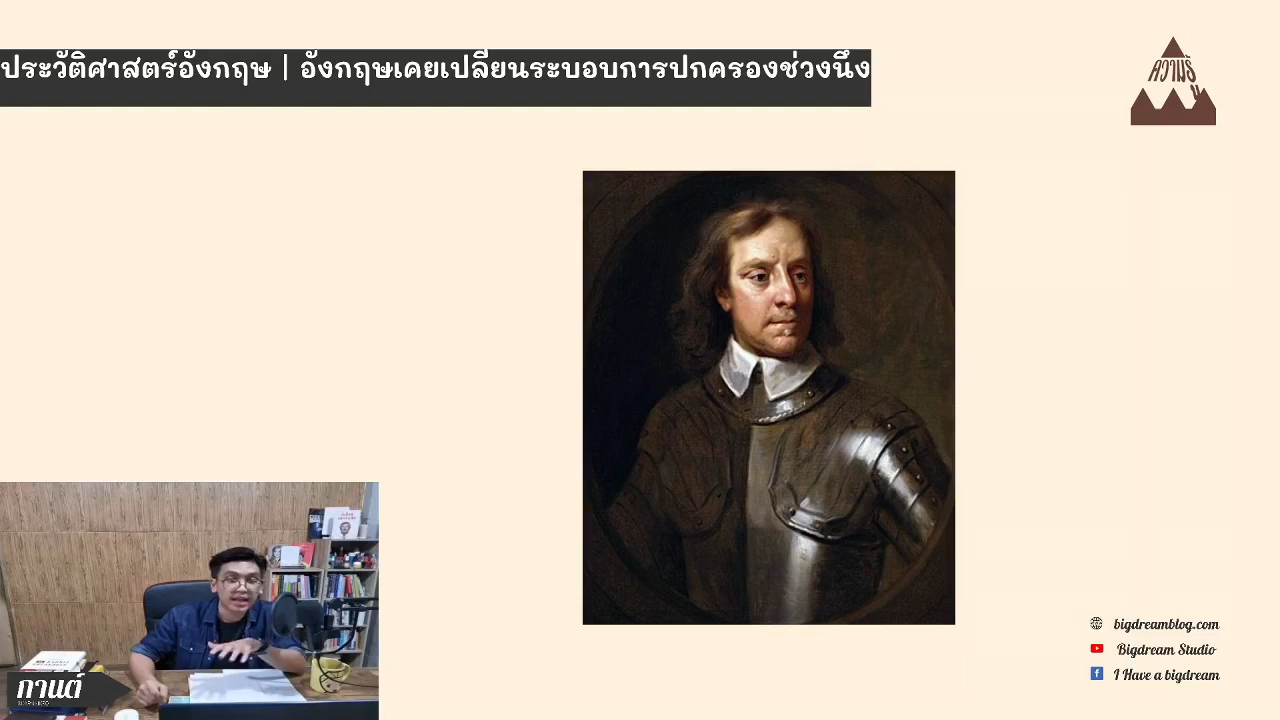 ประวัติศาสตร์อังกฤษ | อังกฤษเคยเปลี่ยนระบอบการปกครองช่วงนึง
ความรู้
bigdreamblog.com
Bigdream Studio
I Have a bigdream
กานต์